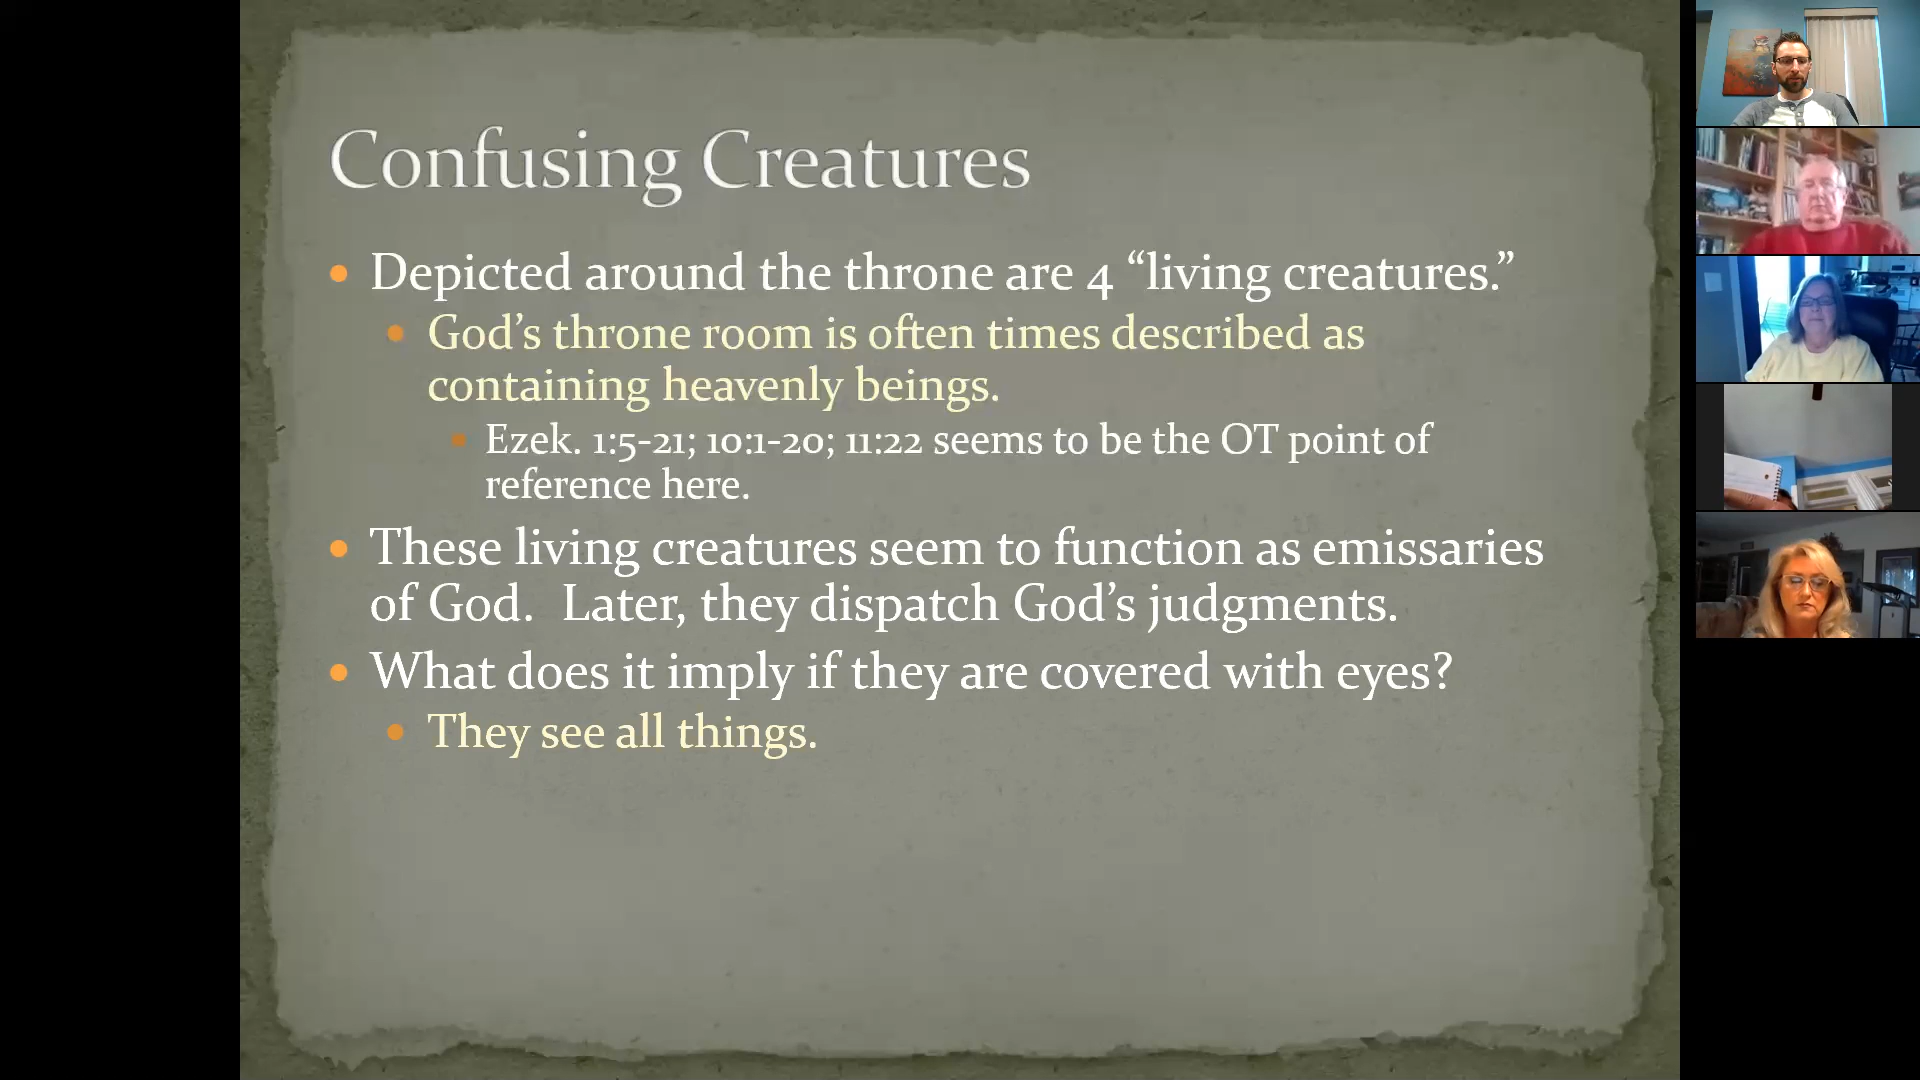 Confusing Creatures
Depicted around the throne are 4 “living creatures.”
God’s throne room is often times described as
containing heavenly beings.
Ezek. 1:5-21; 10:1-20; 11:22 seems to be the OT point of
reference here.
These living creatures seem to function as emissaries
of God.  Later, they dispatch God’s judgments.
What does it imply if they are covered with eyes?
They see all things.